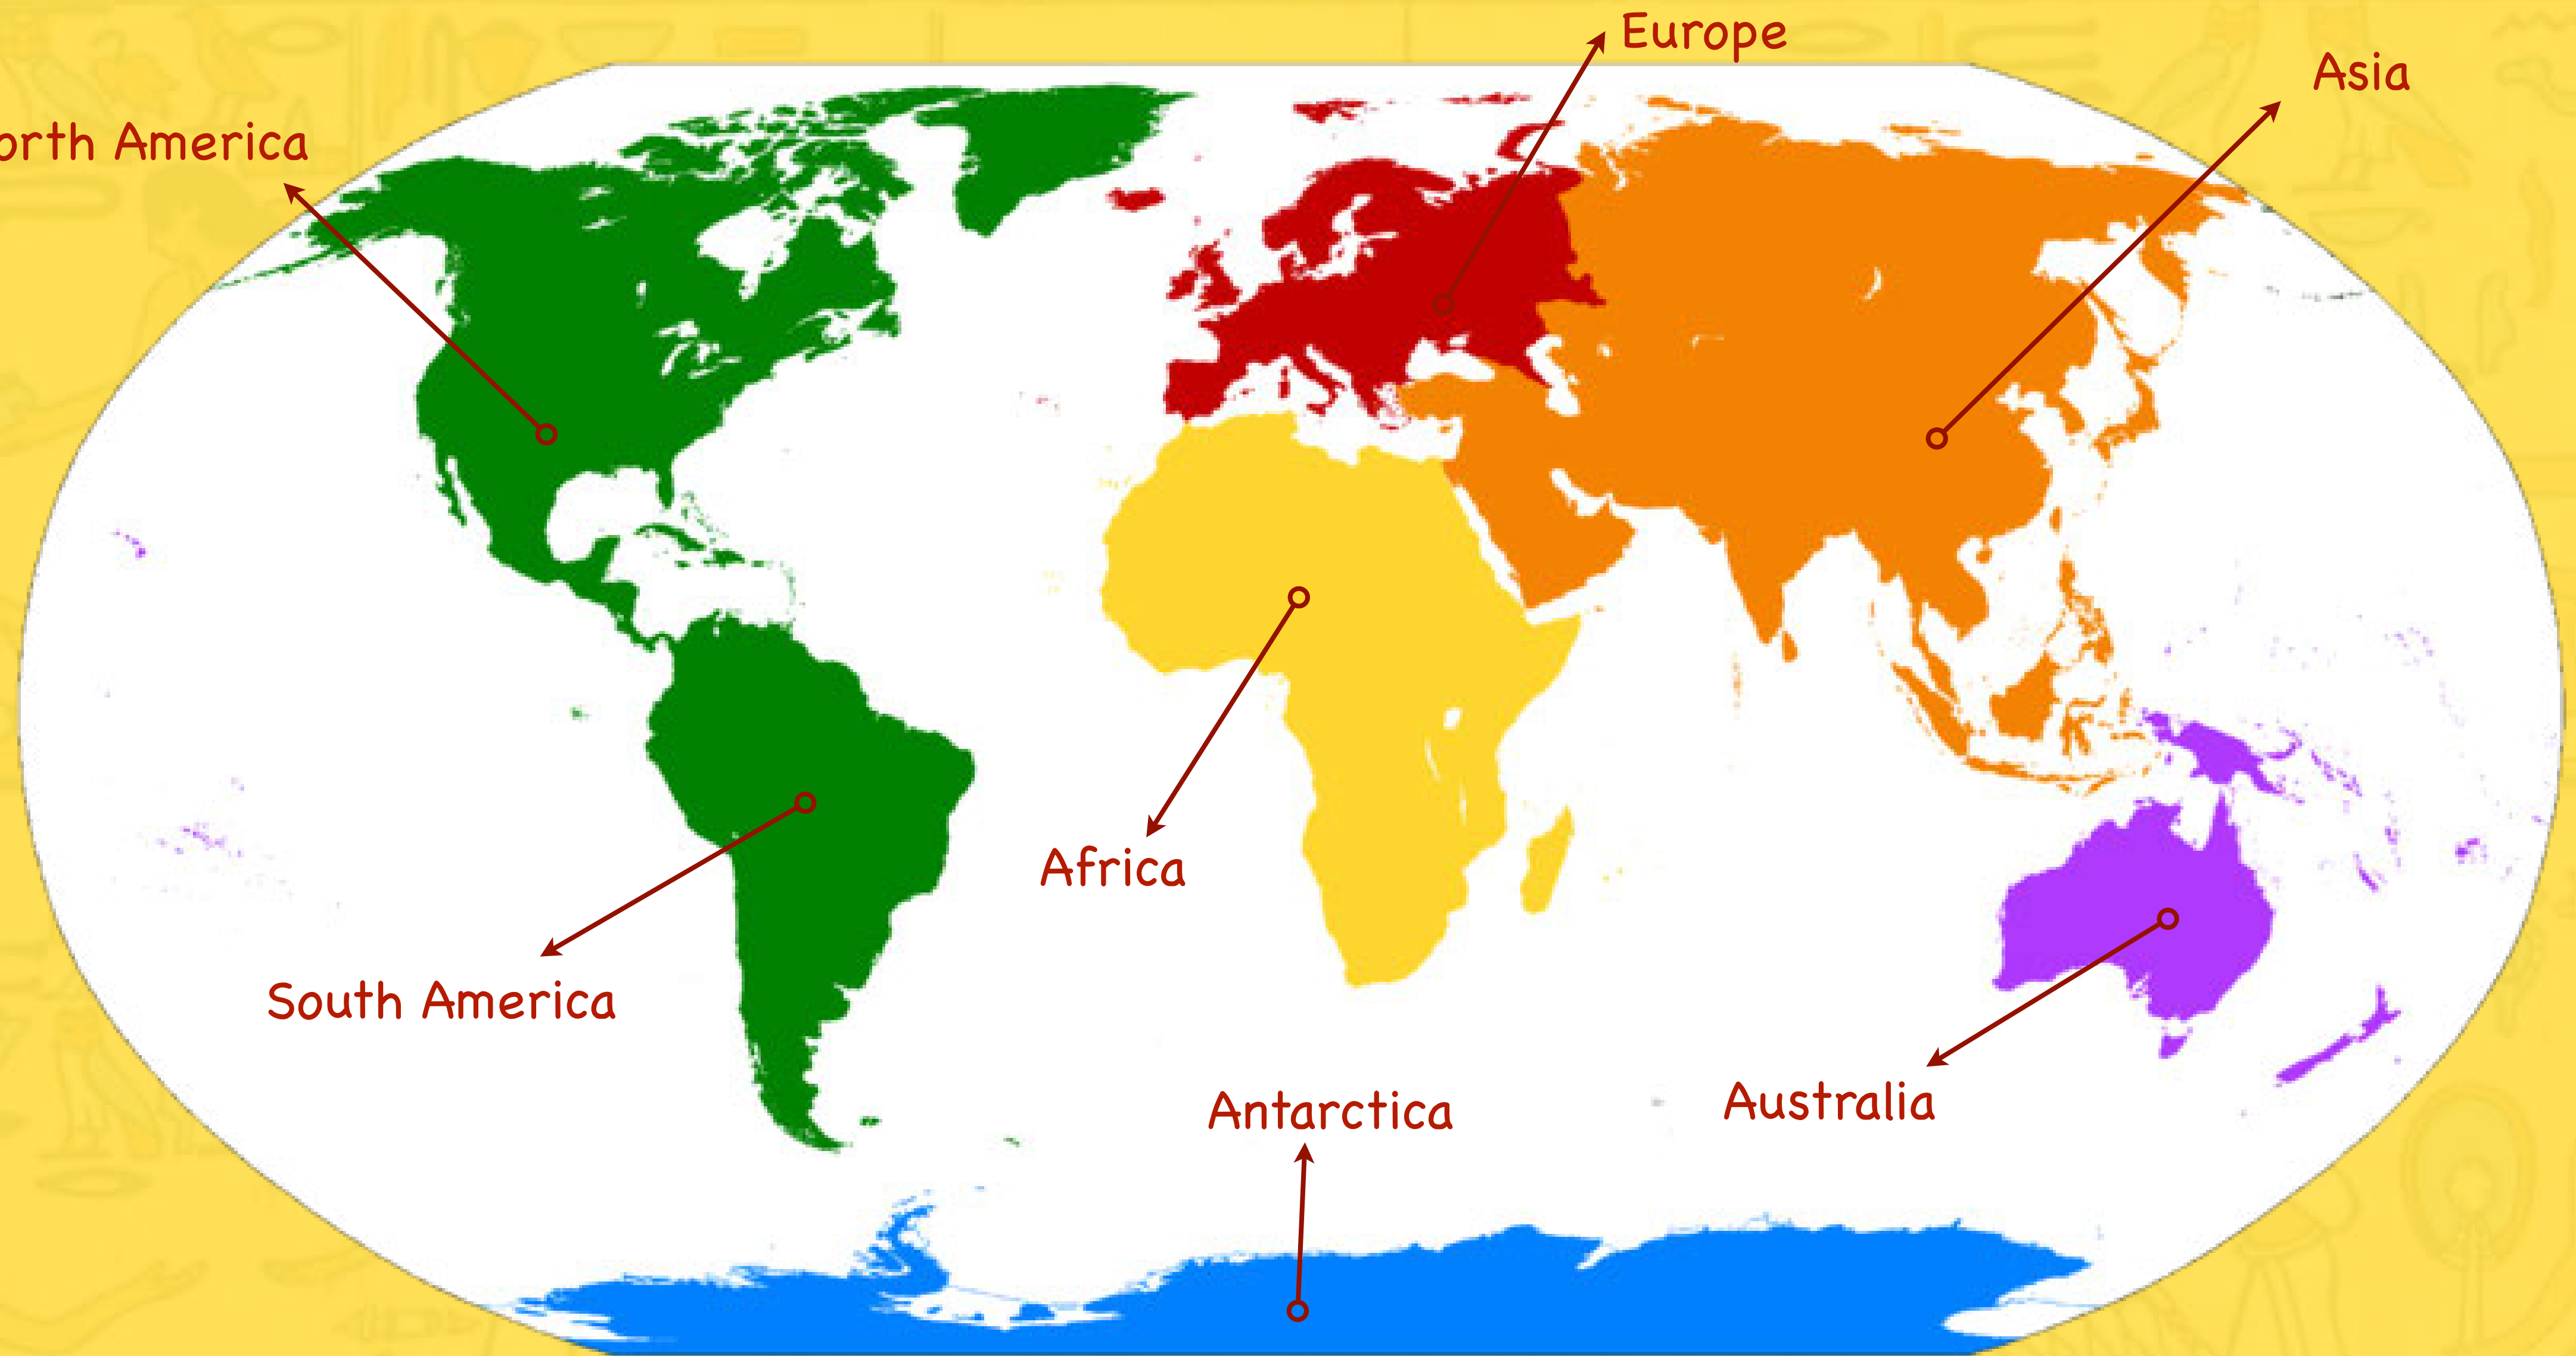 Europe
Asia
orth America
Africa
South America
Antarctica
Australia